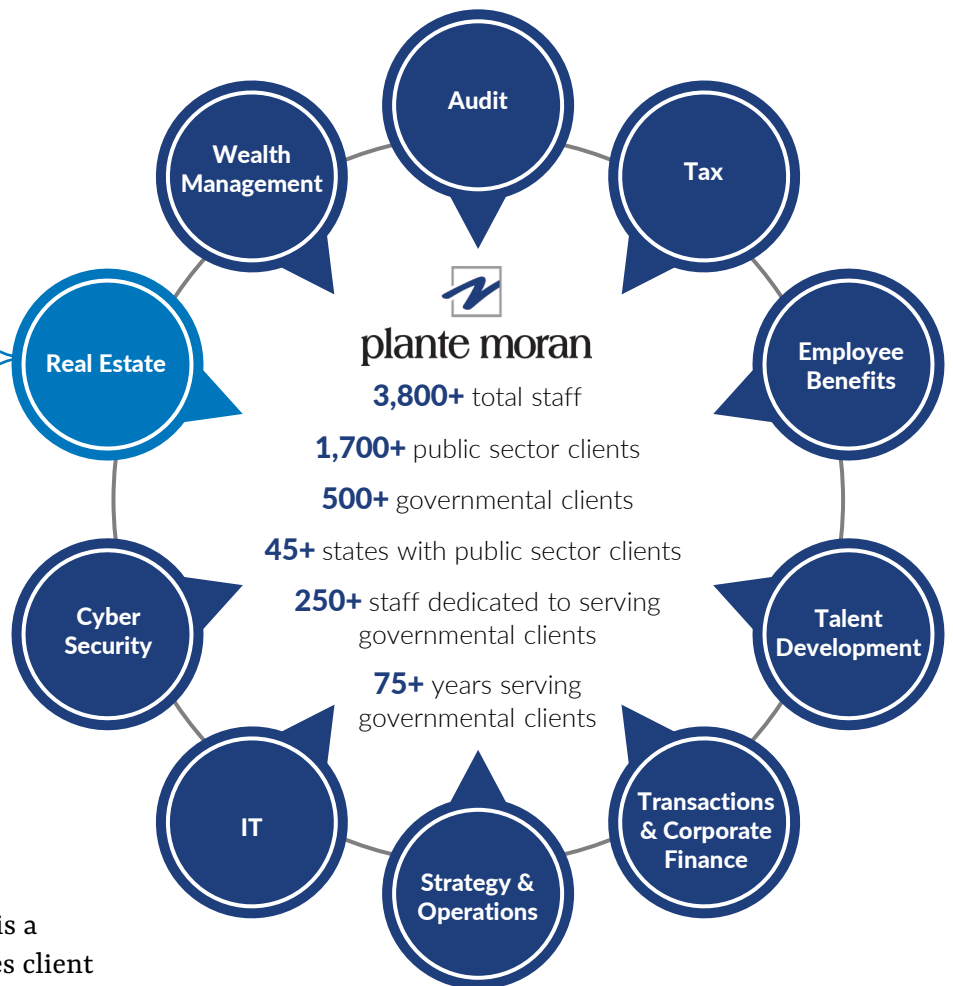 Audit
Tax
Wealth
Management
Real Estate
Employee
Benefits
plante moran
3,800+ total staff
1,700+ public sector clients
500+ governmental clients
45+ states with public sector clients
250+ staff dedicated to serving
governmental clients
75+ years serving
governmental clients
Cyber
Security
Talent
Development
IT
Transactions
& Corporate
Finance
Strategy &
Operations
is a
es client